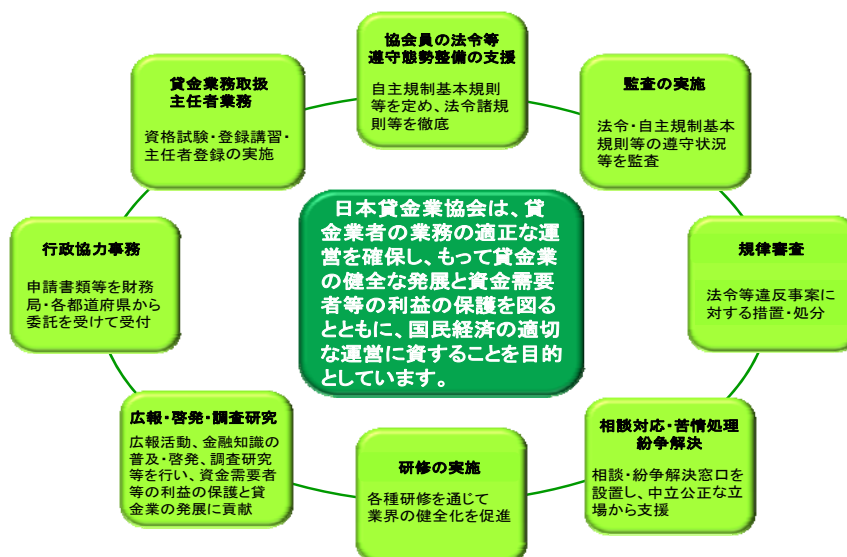 協会員の法令等
遵守態勢整備の支援
自主規制基本規則
等を定め、法令諸規
則等を徹底
監査の実施
法令・自主規制基本
規則等の遵守状況
等を監査
規律審査
法令等違反事案に
対する措置・処分
相談対応・苦情処理
紛争解決
相談・紛争解決窓口を
設置し、中立公正な立
場から支援
研修の実施
各種研修を通じて
業界の健全化を促進
広報・啓発・調査研究
広報活動、金融知識の
普及・啓発、調査研究
等を行い、資金需要者
等の利益の保護と貸
金業の発展に貢献
行政協力事務
申請書類等を財務
局・各都道府県から
委託を受けて受付
貸金業務取扱
主任者業務
資格試験・登録講習・
主任者登録の実施
日本貸金業協会は、貸
金業者の業務の適正な運
営を確保し、もって貸金業
の健全な発展と資金需要
者等の利益の保護を図る
とともに、国民経済の適切
な運営に資することを目的
としています。